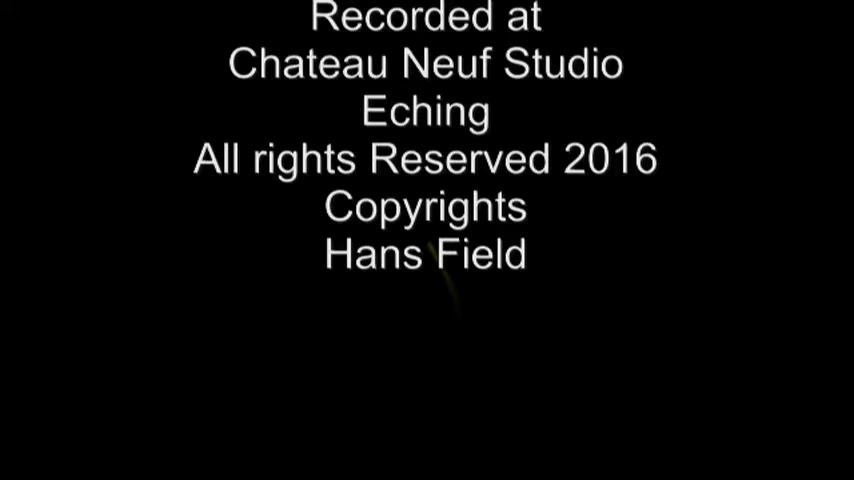 Recorded at
Chateau Neuf Studio
Eching
All rights Reserved 2016
Copyrights
Hans Field